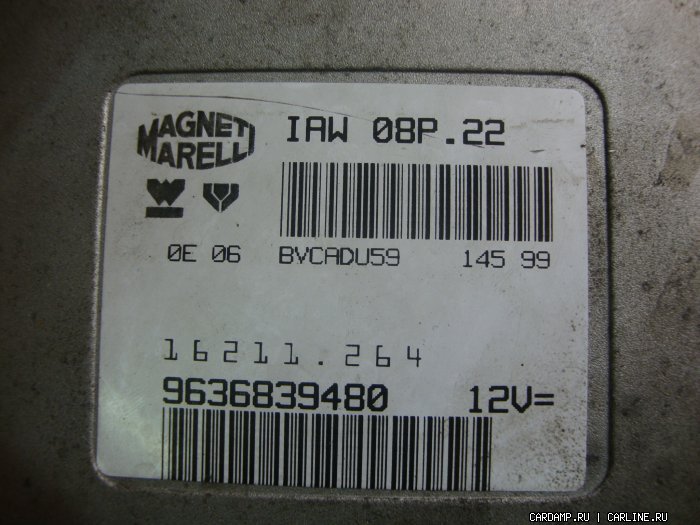 MAGNETI
MARELLI
IAW 08P.22
0E 06 BVCADU59 145 99
16211.264
9636839480 12V=
CARDAMP.RU | CARLINE.RU